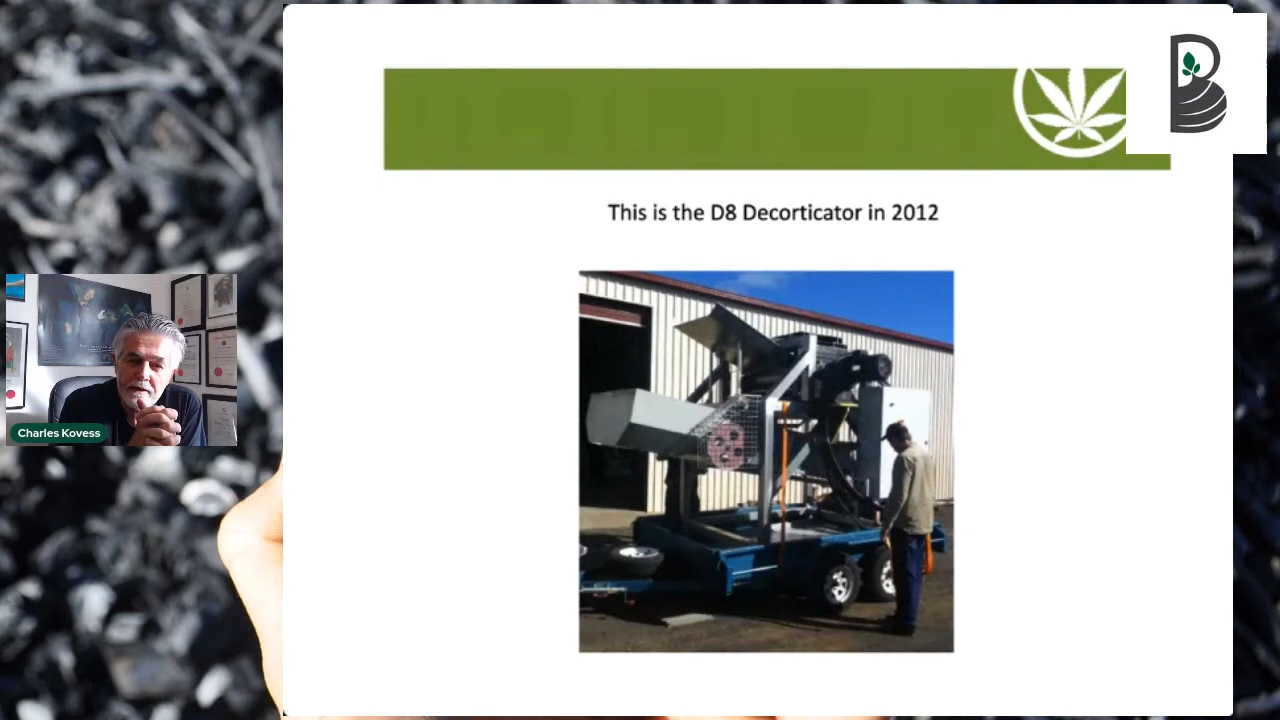 This is the D8 Decorticator in 2012
Charles Kovess